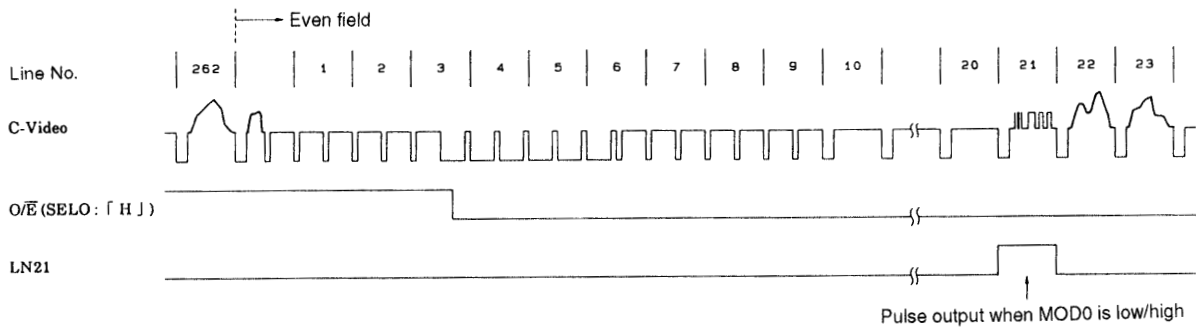 Even field
Line No. 262 1 2 3 4 5 6 7 8 9 10 20 21 22 23
C-Video
O/E̅ (SELO : 「 H 」)
LN21
Pulse output when MOD0 is low/high